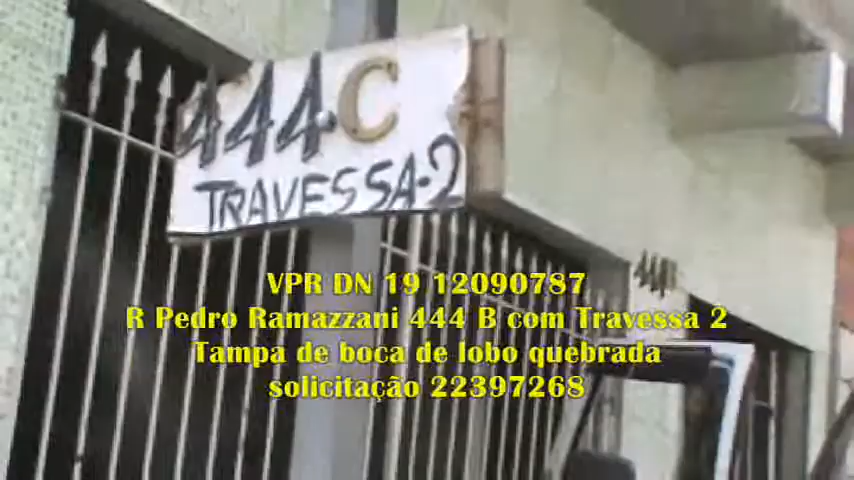 444-C
TRAVESSA-2
444
VPR DN 19 12090787
R Pedro Ramazzani 444 B com Travessa 2
Tampa de boca de lobo quebrada
solicitação 22397268